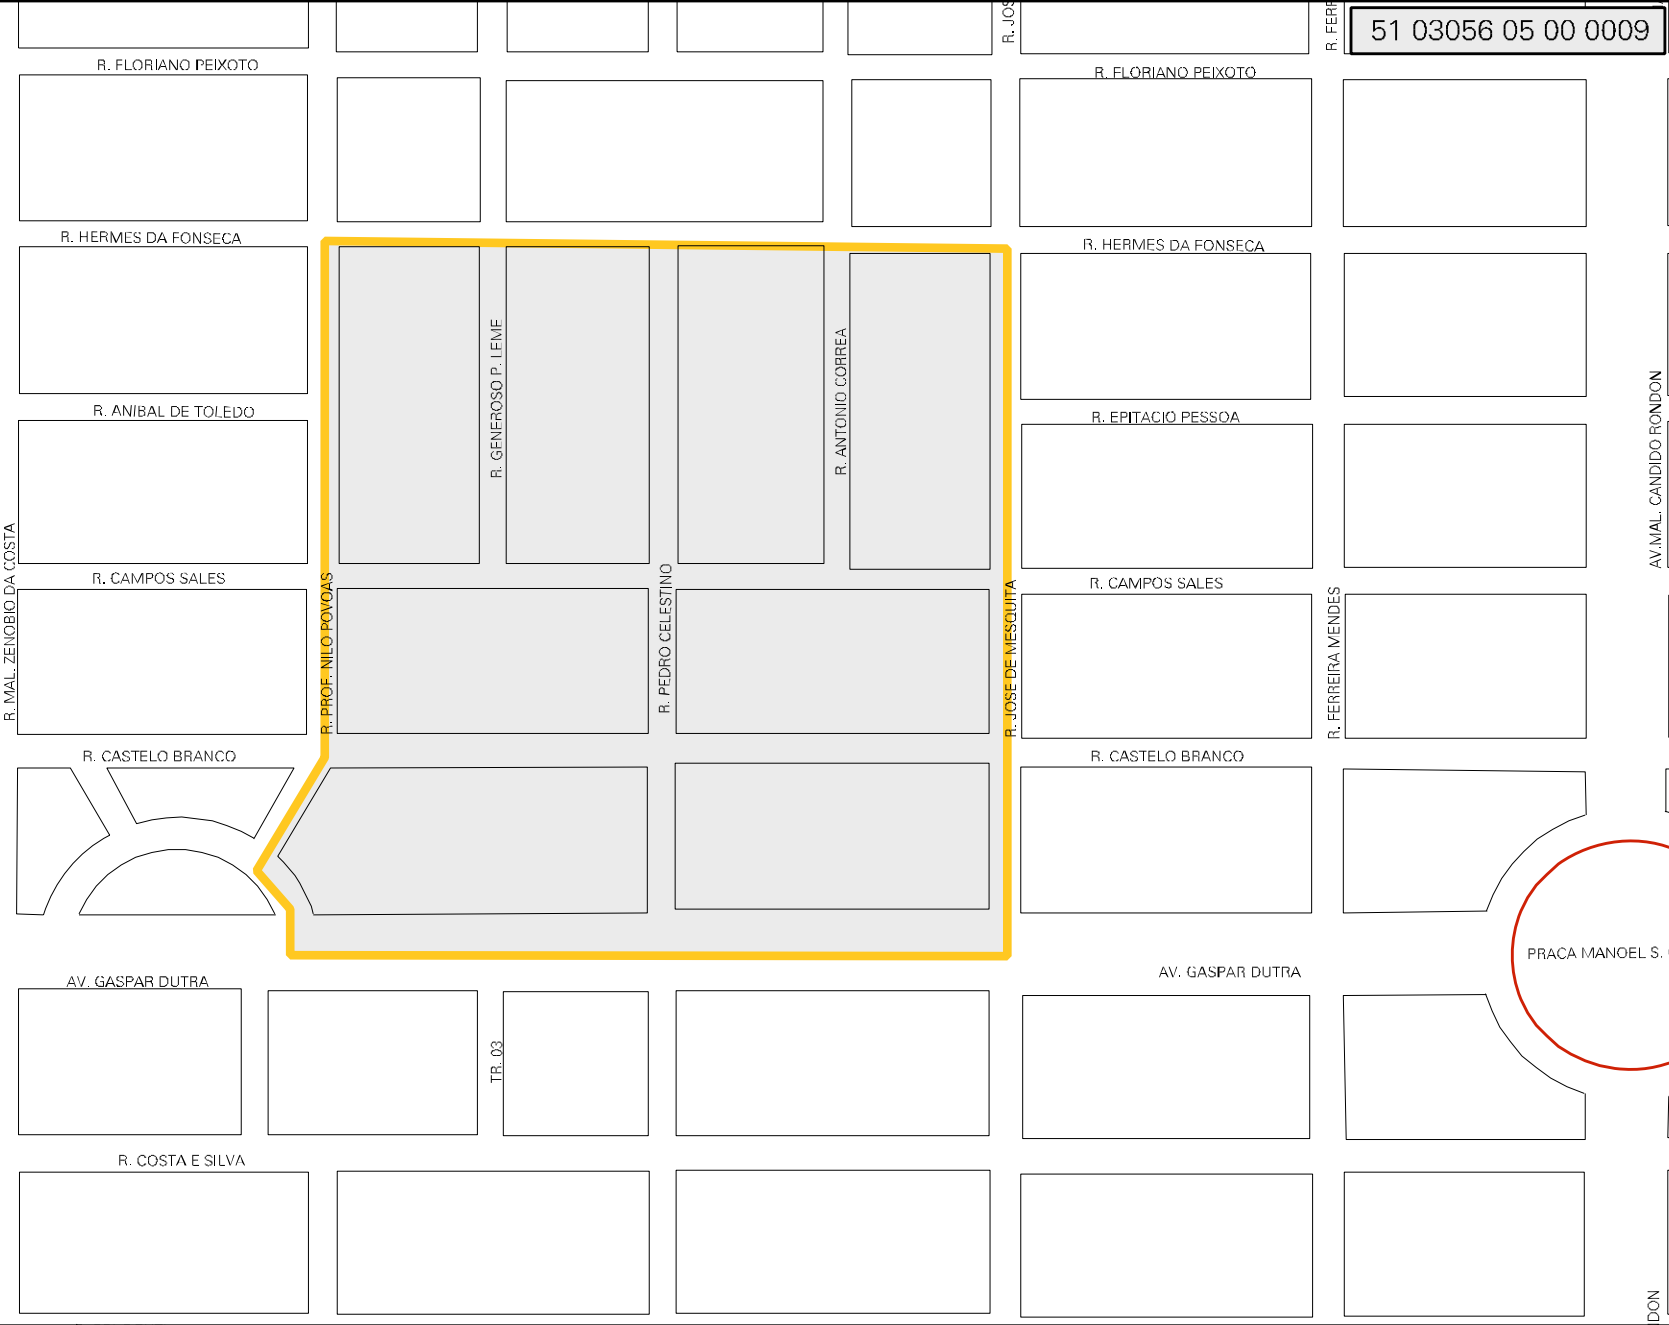 51 03056 05 00 0009
R. FLORIANO PEIXOTO
R. FLORIANO PEIXOTO
R. HERMES DA FONSECA
R. HERMES DA FONSECA
R. GENEROSO P. LEME
R. ANTONIO CORREA
R. ANIBAL DE TOLEDO
R. EPITACIO PESSOA
AV.MAL. CANDIDO RONDON
R. MAL. ZENOBIO DA COSTA
R. CAMPOS SALES
R. CAMPOS SALES
R. PROF. NILO POVOAS
R. PEDRO CELESTINO
R. JOSE DE MESQUITA
R. FERREIRA MENDES
R. CASTELO BRANCO
R. CASTELO BRANCO
PRACA MANOEL S.
AV. GASPAR DUTRA
AV. GASPAR DUTRA
TR. 03
R. COSTA E SILVA